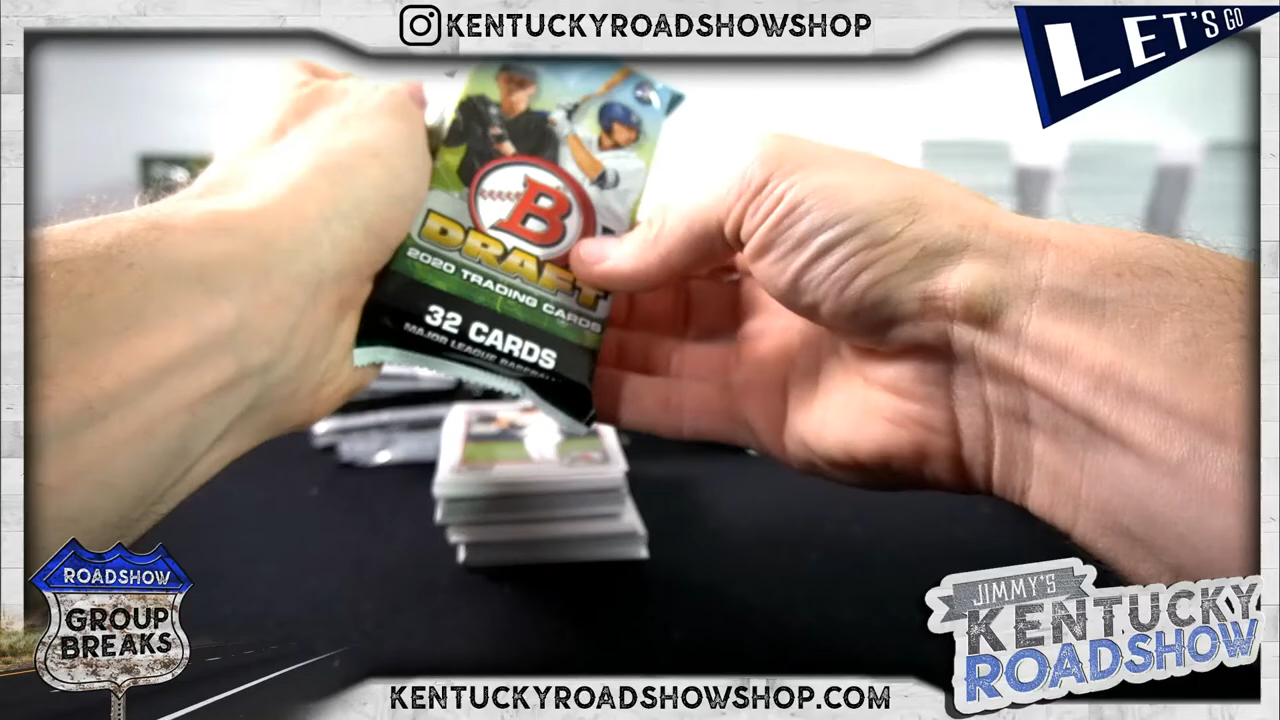 KENTUCKYROADSHOWSHOP
LET'S GO
B
DRAFT
2020 TRADING CARDS
32 CARDS
MAJOR LEAGUE BASEBALL
ROADSHOW
GROUP
BREAKS
JIMMY'S
KENTUCKY
ROADSHOW
KENTUCKYROADSHOWSHOP.COM